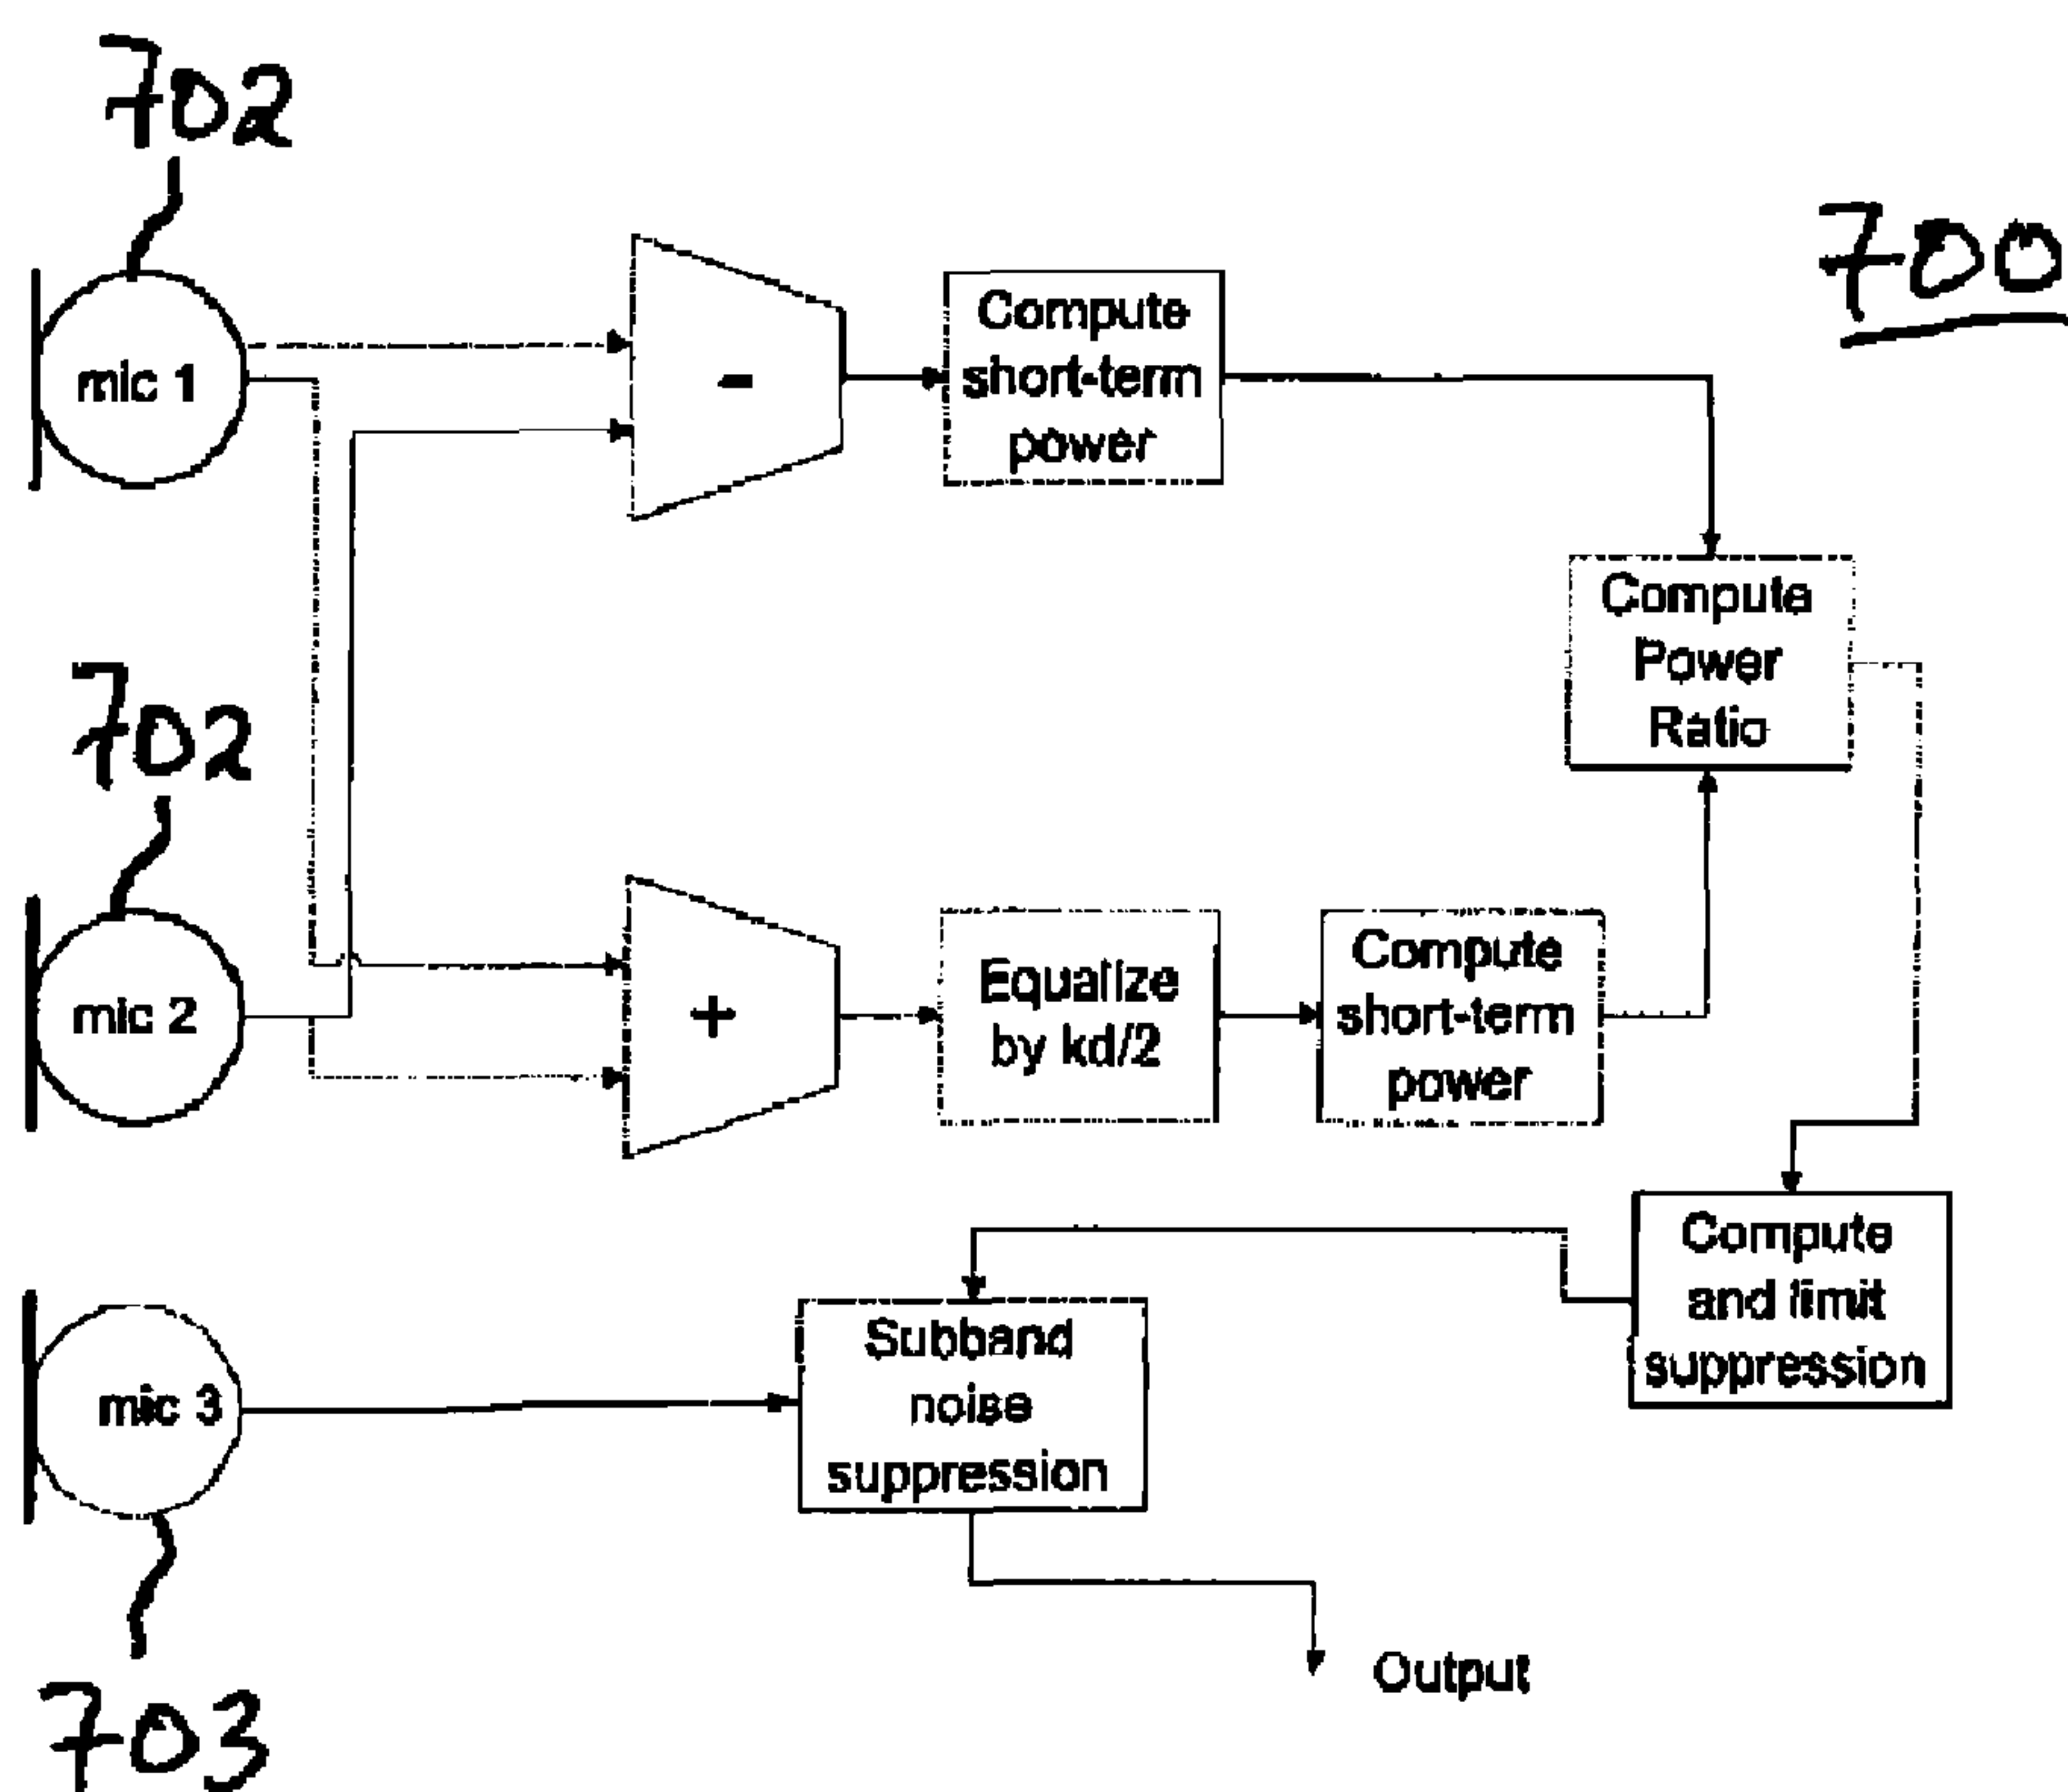 702
700
mic 1
-
Compute
short-term
power
Compute
Power
Ratio
702
mic 2
+
Equalize
by kd/2
Compute
short-term
power
Compute
and limit
suppression
mic 3
Subband
noise
suppression
Output
703